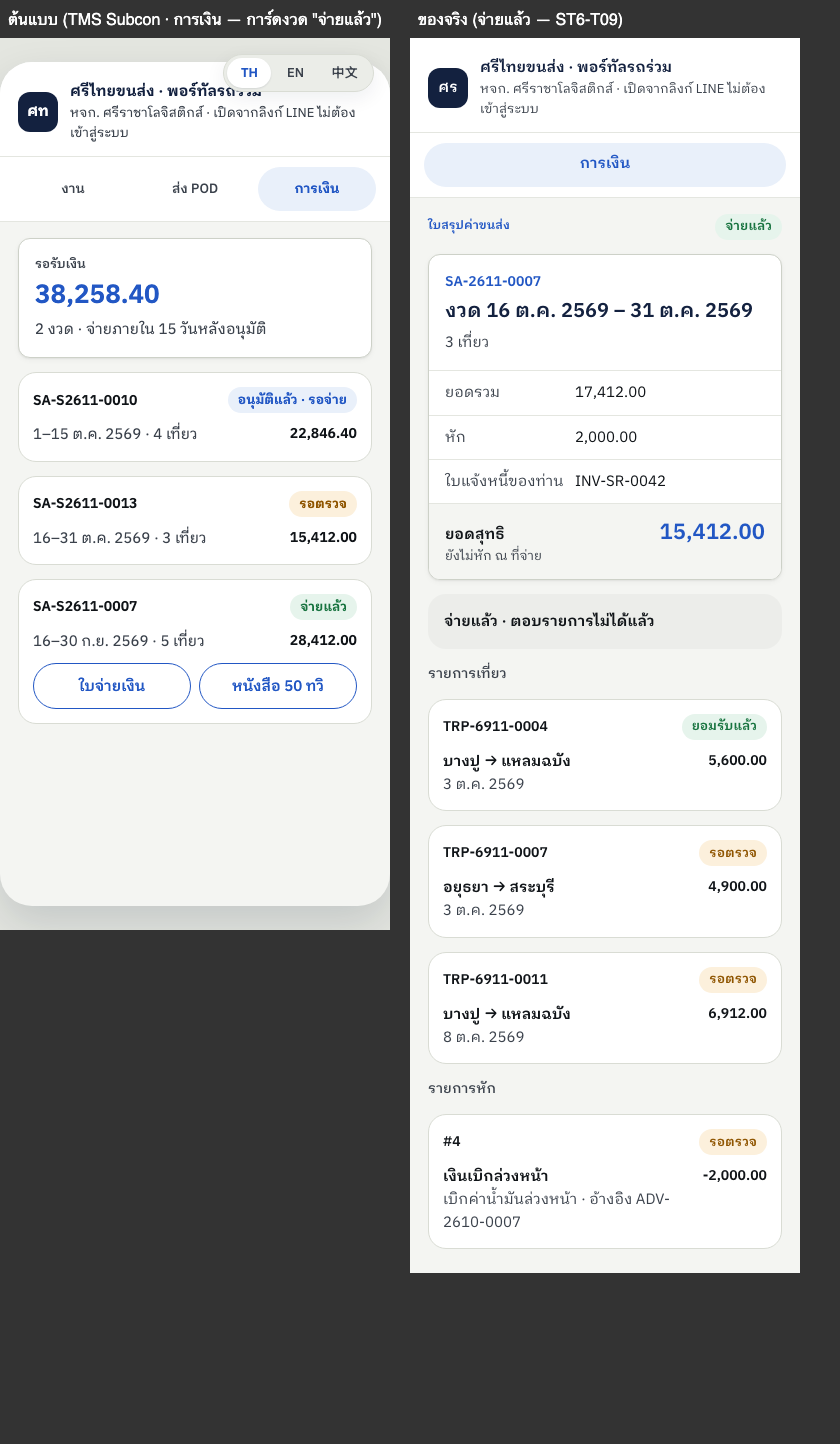 ต้นแบบ (TMS Subcon · การเงิน — การ์ดงวด "จ่ายแล้ว")
TH EN 中文
ศท
ศรีไทยขนส่ง · พอร์ทัลรถร่วม
หจก. ศรีราชาโลจิสติกส์ · เปิดจากลิงก์ LINE ไม่ต้อง
เข้าสู่ระบบ
งาน ส่ง POD การเงิน
รอรับเงิน
38,258.40
2 งวด · จ่ายภายใน 15 วันหลังอนุมัติ
SA-S2611-0010 อนุมัติแล้ว · รอจ่าย
1–15 ต.ค. 2569 · 4 เที่ยว 22,846.40
SA-S2611-0013 รอตรวจ
16–31 ต.ค. 2569 · 3 เที่ยว 15,412.00
SA-S2611-0007 จ่ายแล้ว
16–30 ก.ย. 2569 · 5 เที่ยว 28,412.00
ใบจ่ายเงิน หนังสือ 50 ทวิ
ของจริง (จ่ายแล้ว — ST6-T09)
ศร
ศรีไทยขนส่ง · พอร์ทัลรถร่วม
หจก. ศรีราชาโลจิสติกส์ · เปิดจากลิงก์ LINE ไม่ต้อง
เข้าสู่ระบบ
การเงิน
ใบสรุปค่าขนส่ง จ่ายแล้ว
SA-2611-0007
งวด 16 ต.ค. 2569 – 31 ต.ค. 2569
3 เที่ยว
ยอดรวม 17,412.00
หัก 2,000.00
ใบแจ้งหนี้ของท่าน INV-SR-0042
ยอดสุทธิ 15,412.00
ยังไม่หัก ณ ที่จ่าย
จ่ายแล้ว · ตอบรายการไม่ได้แล้ว
รายการเที่ยว
TRP-6911-0004 ยอมรับแล้ว
บางปู → แหลมฉบัง 5,600.00
3 ต.ค. 2569
TRP-6911-0007 รอตรวจ
อยุธยา → สระบุรี 4,900.00
3 ต.ค. 2569
TRP-6911-0011 รอตรวจ
บางปู → แหลมฉบัง 6,912.00
8 ต.ค. 2569
รายการหัก
#4 รอตรวจ
เงินเบิกล่วงหน้า -2,000.00
เบิกค่าน้ำมันล่วงหน้า · อ้างอิง ADV-
2610-0007